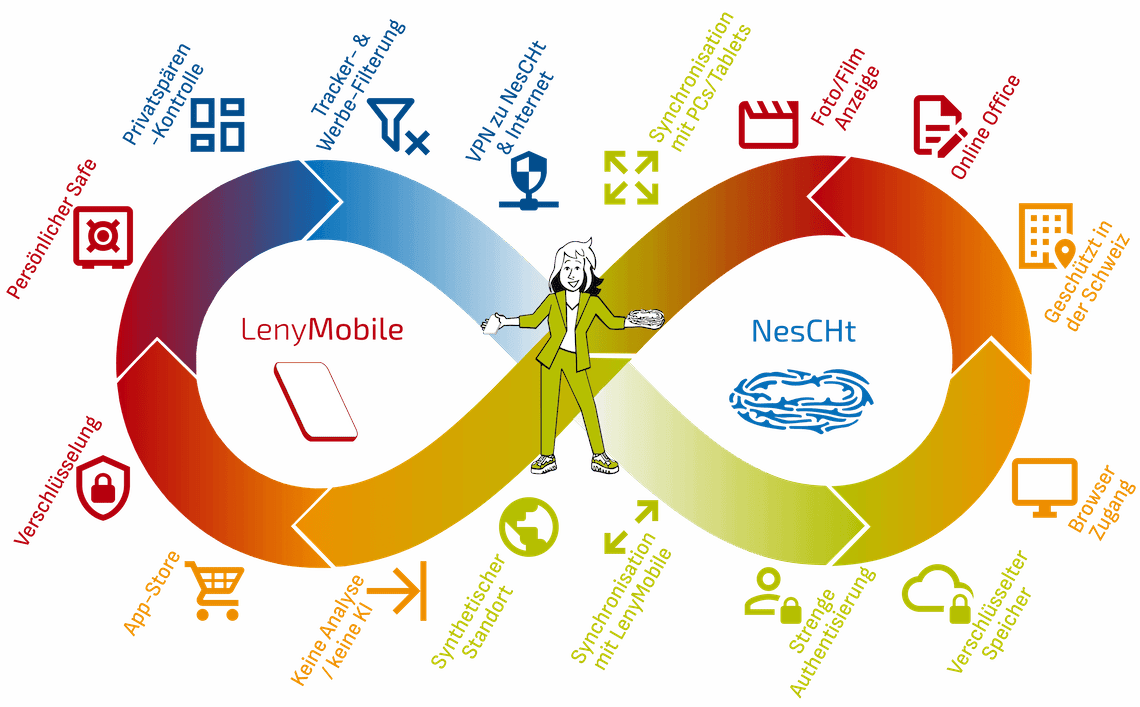 Privatspären
-Kontrolle
Tracker- &
Werbe-Filterung
VPN zu NesCHt
& Internet
Synchronisation
mit PCs/Tablets
Foto/Film
Anzeige
Online Office
Persönlicher Safe
Geschützt in
der Schweiz
LenyMobile
NesCHt
Verschlüsselung
Browser
Zugang
App-Store
Keine Analyse
/ keine KI
Synthetischer
Standort
Synchronisation
mit LenyMobile
Strenge
Authentisierung
Verschlüsselter
Speicher